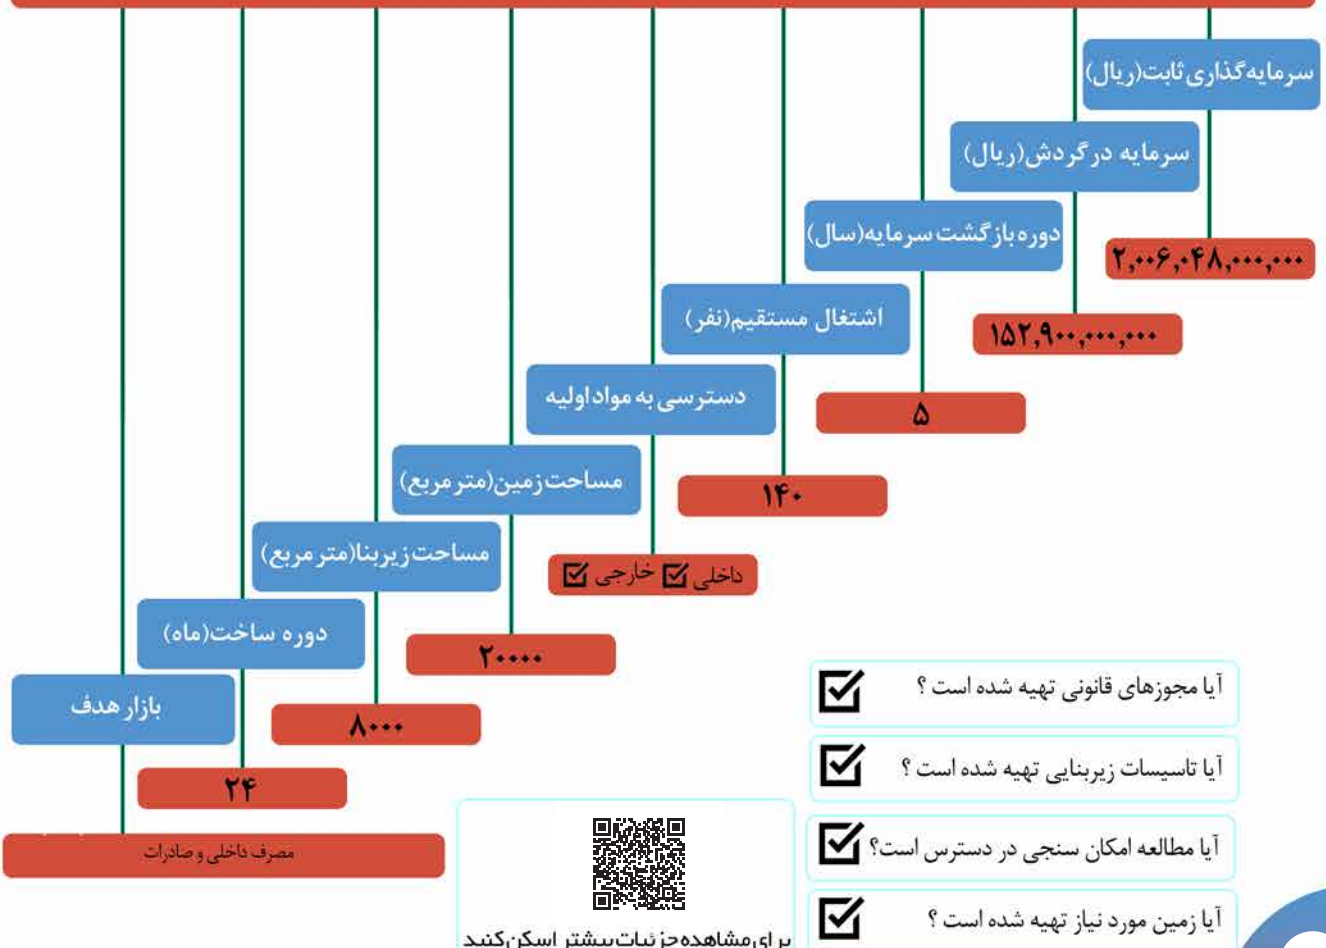 سرمایه‌گذاری ثابت(ریال)
۲,۰۰۶,۰۴۸,۰۰۰,۰۰۰
سرمایه در گردش(ریال)
۱۵۲,۹۰۰,۰۰۰,۰۰۰
دوره بازگشت سرمایه(سال)
۵
اشتغال مستقیم(نفر)
۱۴۰
دسترسی به مواد اولیه
داخلی ☑ خارجی ☑
مساحت زمین(متر مربع)
۲۰۰۰۰
مساحت زیربنا(متر مربع)
۸۰۰۰
دوره ساخت(ماه)
۲۴
بازار هدف
مصرف داخلی و صادرات
آیا مجوزهای قانونی تهیه شده است ؟ ☑
آیا تاسیسات زیربنایی تهیه شده است ؟ ☑
آیا مطالعه امکان سنجی در دسترس است؟ ☑
آیا زمین مورد نیاز تهیه شده است ؟ ☑
برای مشاهده جزئیات بیشتر اسکن کنید